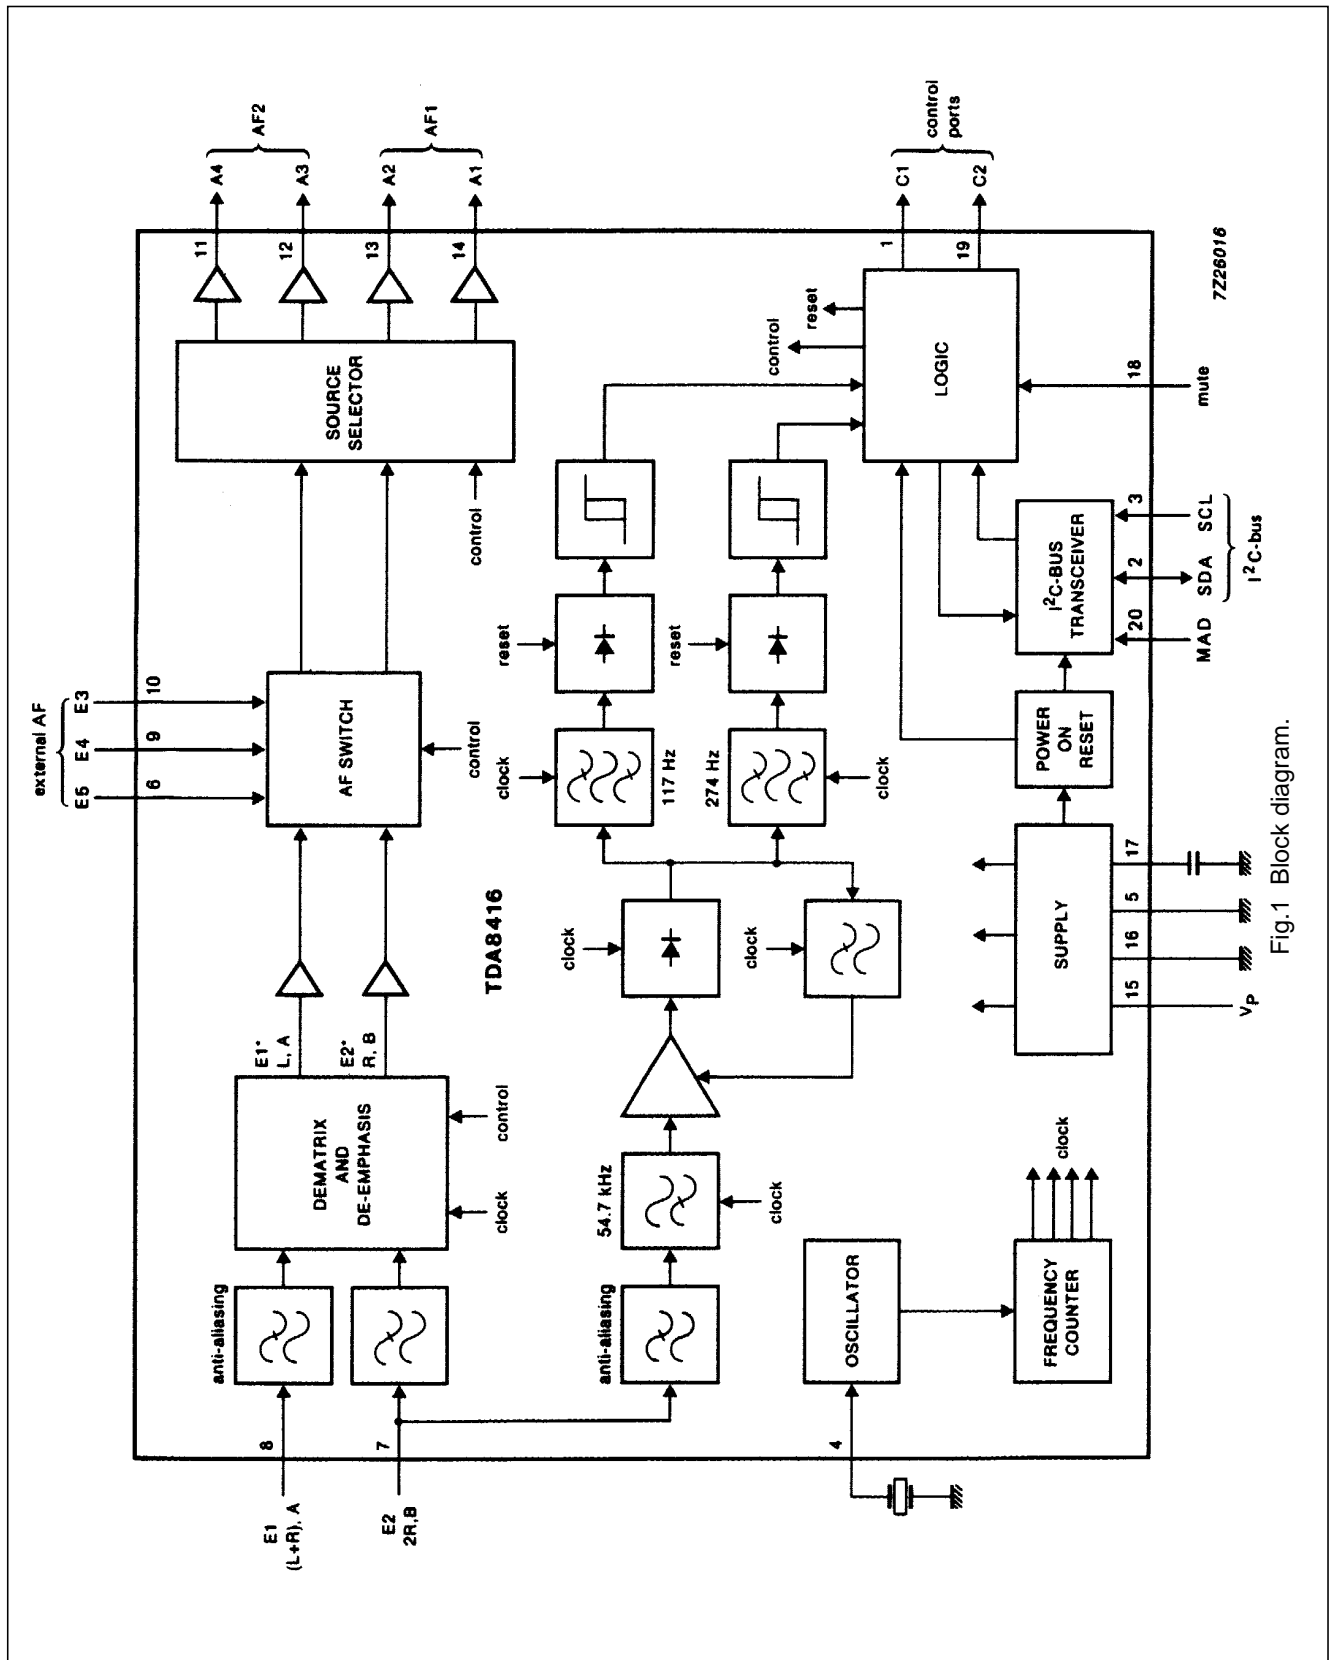 external AF
E5
E4
E3
6
9
10
AF2
A4
A3
AF1
A2
A1
11
12
13
14
E1
(L+R), A
8
anti-aliasing
DEMATRIX
AND
DE-EMPHASIS
E1*
L, A
AF SWITCH
SOURCE
SELECTOR
E2
2R,B
7
E2*
R, B
clock
control
control
control
TDA8416
anti-aliasing
54.7 kHz
clock
clock
clock
clock
117 Hz
reset
274 Hz
clock
reset
control
reset
LOGIC
1
C1
19
C2
control
ports
18
mute
4
OSCILLATOR
FREQUENCY
COUNTER
clock
SUPPLY
15
16
5
17
VP
POWER
ON
RESET
I2C-BUS
TRANSCEIVER
20
2
3
MAD
SDA
SCL
I2C-bus
7Z26016
Fig.1 Block diagram.